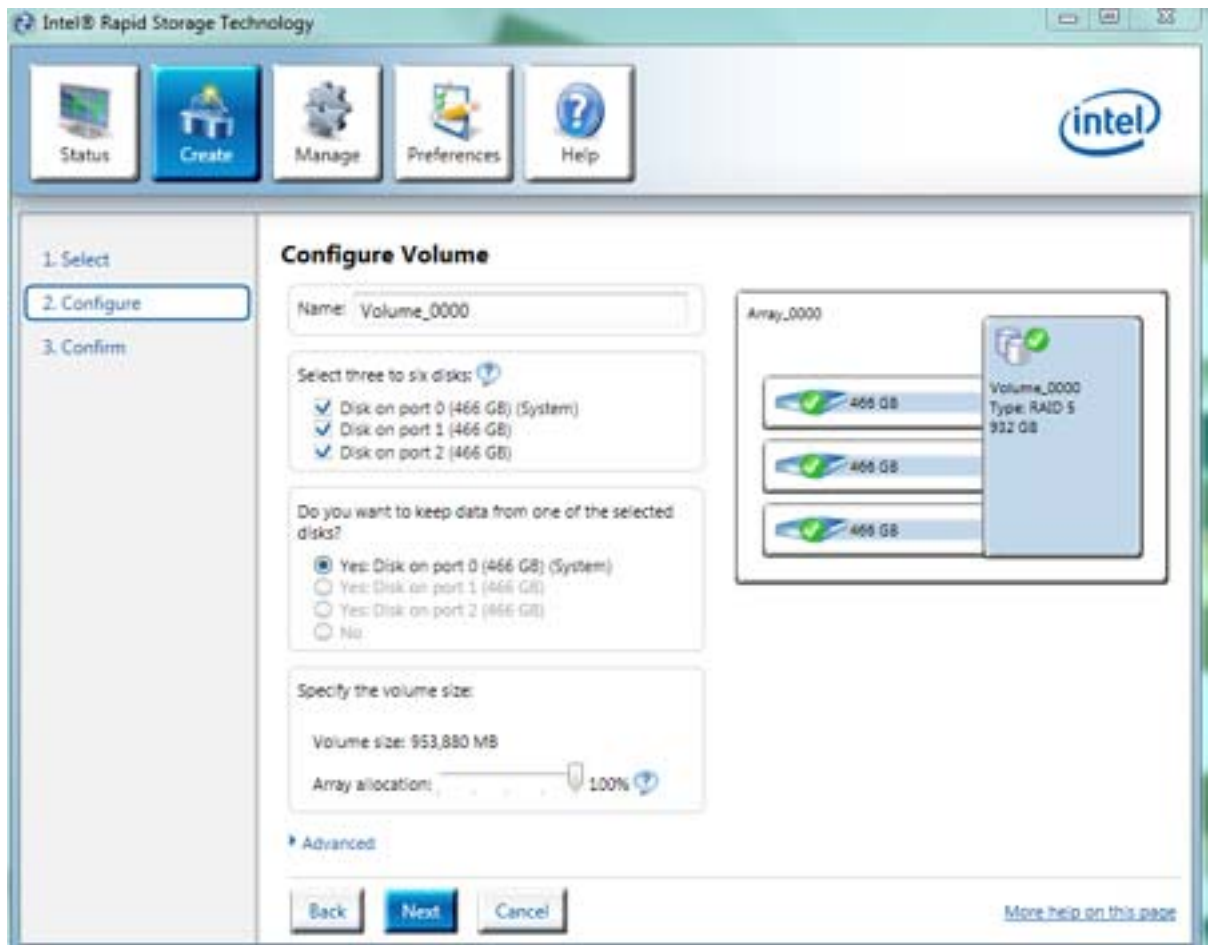 Intel® Rapid Storage Technology
Status
Create
Manage
Preferences
Help
intel
1. Select
2. Configure
3. Confirm
Configure Volume
Name: Volume_0000
Select three to six disks:
Disk on port 0 (466 GB) (System)
Disk on port 1 (466 GB)
Disk on port 2 (466 GB)
Do you want to keep data from one of the selected
disks?
Yes: Disk on port 0 (466 GB) (System)
Yes: Disk on port 1 (466 GB)
Yes: Disk on port 2 (466 GB)
No
Specify the volume size:
Volume size: 953,880 MB
Array allocation: 100%
Advanced
Back
Next
Cancel
More help on this page
Array_0000
466 GB
466 GB
466 GB
Volume_0000
Type: RAID 5
932 GB